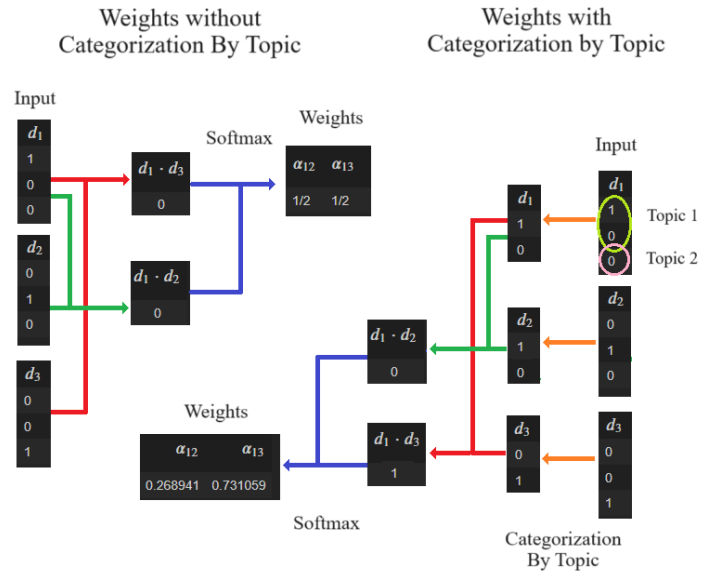 Weights without
Categorization By Topic
Input
d₁
1
0
0
d₂
0
1
0
d₃
0
0
1
d₁ · d₃
0
d₁ · d₂
0
Softmax
Weights
α₁₂ α₁₃
1/2 1/2
Weights with
Categorization by Topic
Input
d₁
1
0
0
Topic 1
Topic 2
d₂
0
1
0
d₃
0
0
1
d₁
1
0
d₂
1
0
d₃
0
1
Categorization
By Topic
d₁ · d₂
0
d₁ · d₃
1
Weights
α₁₂ α₁₃
0.268941 0.731059
Softmax